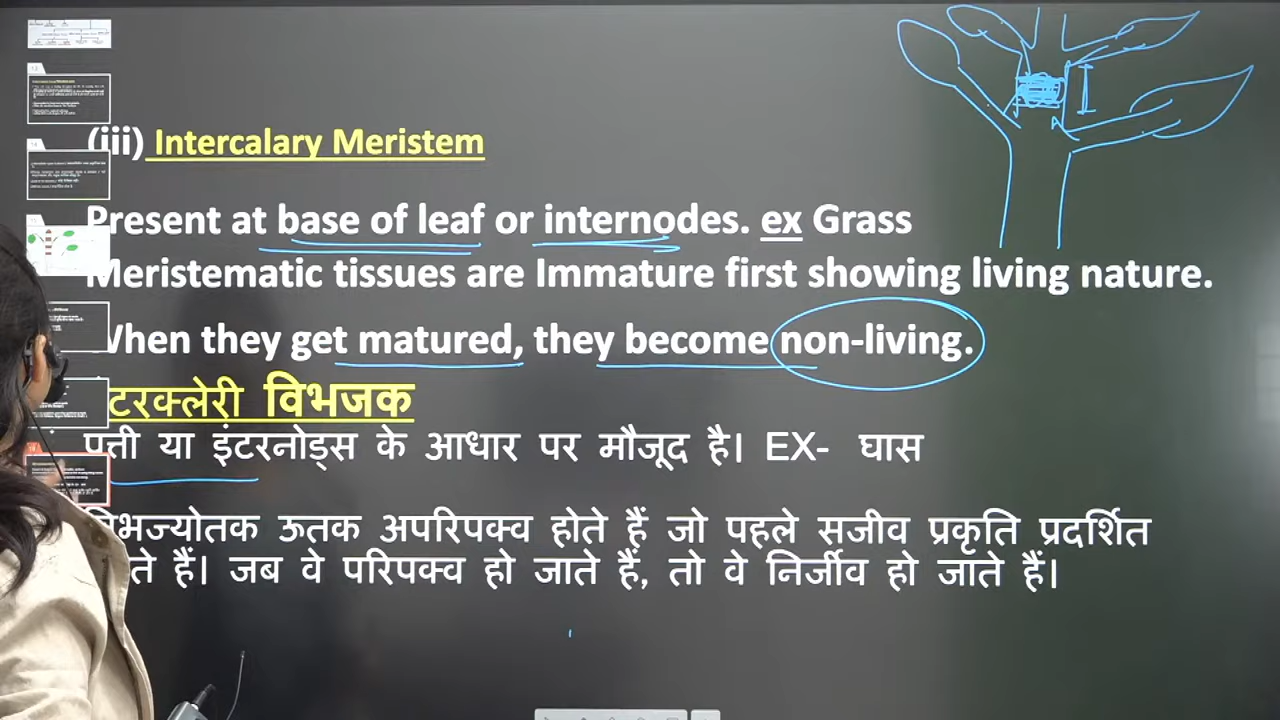 (iii) Intercalary Meristem
Present at base of leaf or internodes. ex Grass
Meristematic tissues are Immature first showing living nature.
When they get matured, they become non-living.
टरक्लेरी विभजक
पत्ती या इंटरनोड्स के आधार पर मौजूद है। EX- घास
ऊतक अपरिपक्व होते हैं जो पहले सजीव प्रकृति प्रदर्शित
हैं। जब वे परिपक्व हो जाते हैं, तो वे निर्जीव हो जाते हैं।